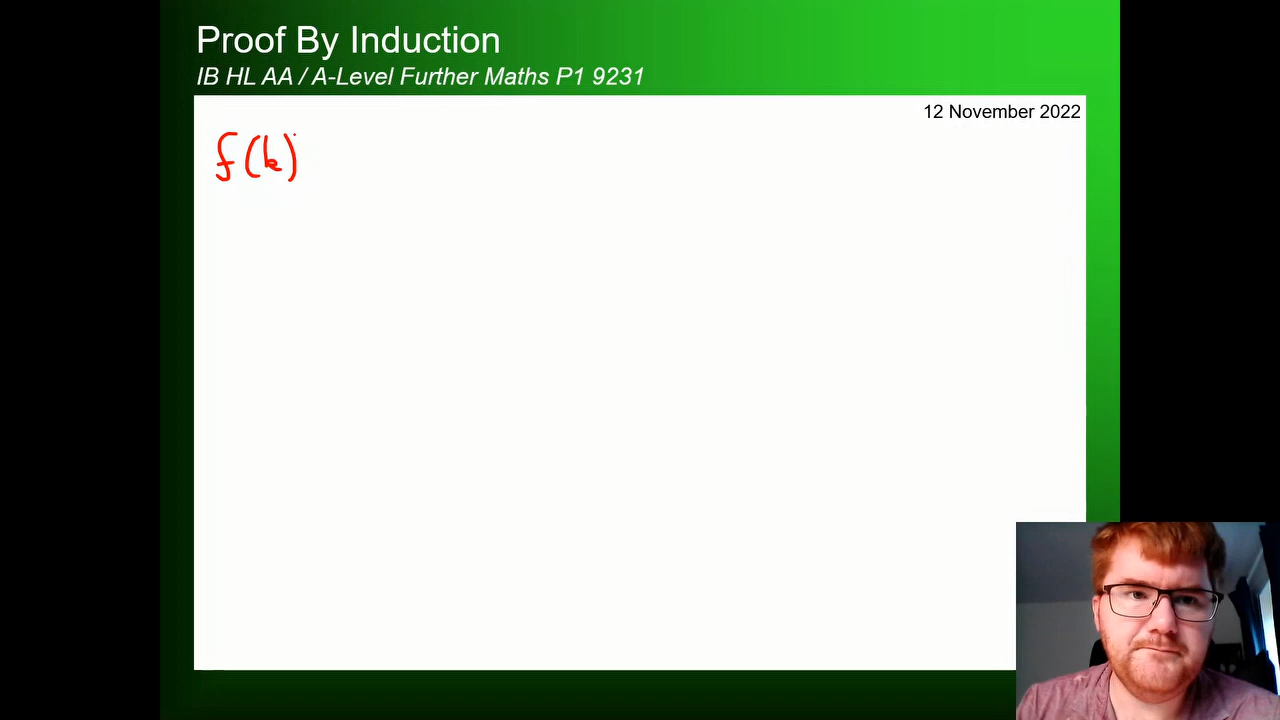 Proof By Induction
IB HL AA / A-Level Further Maths P1 9231
12 November 2022
f(k)